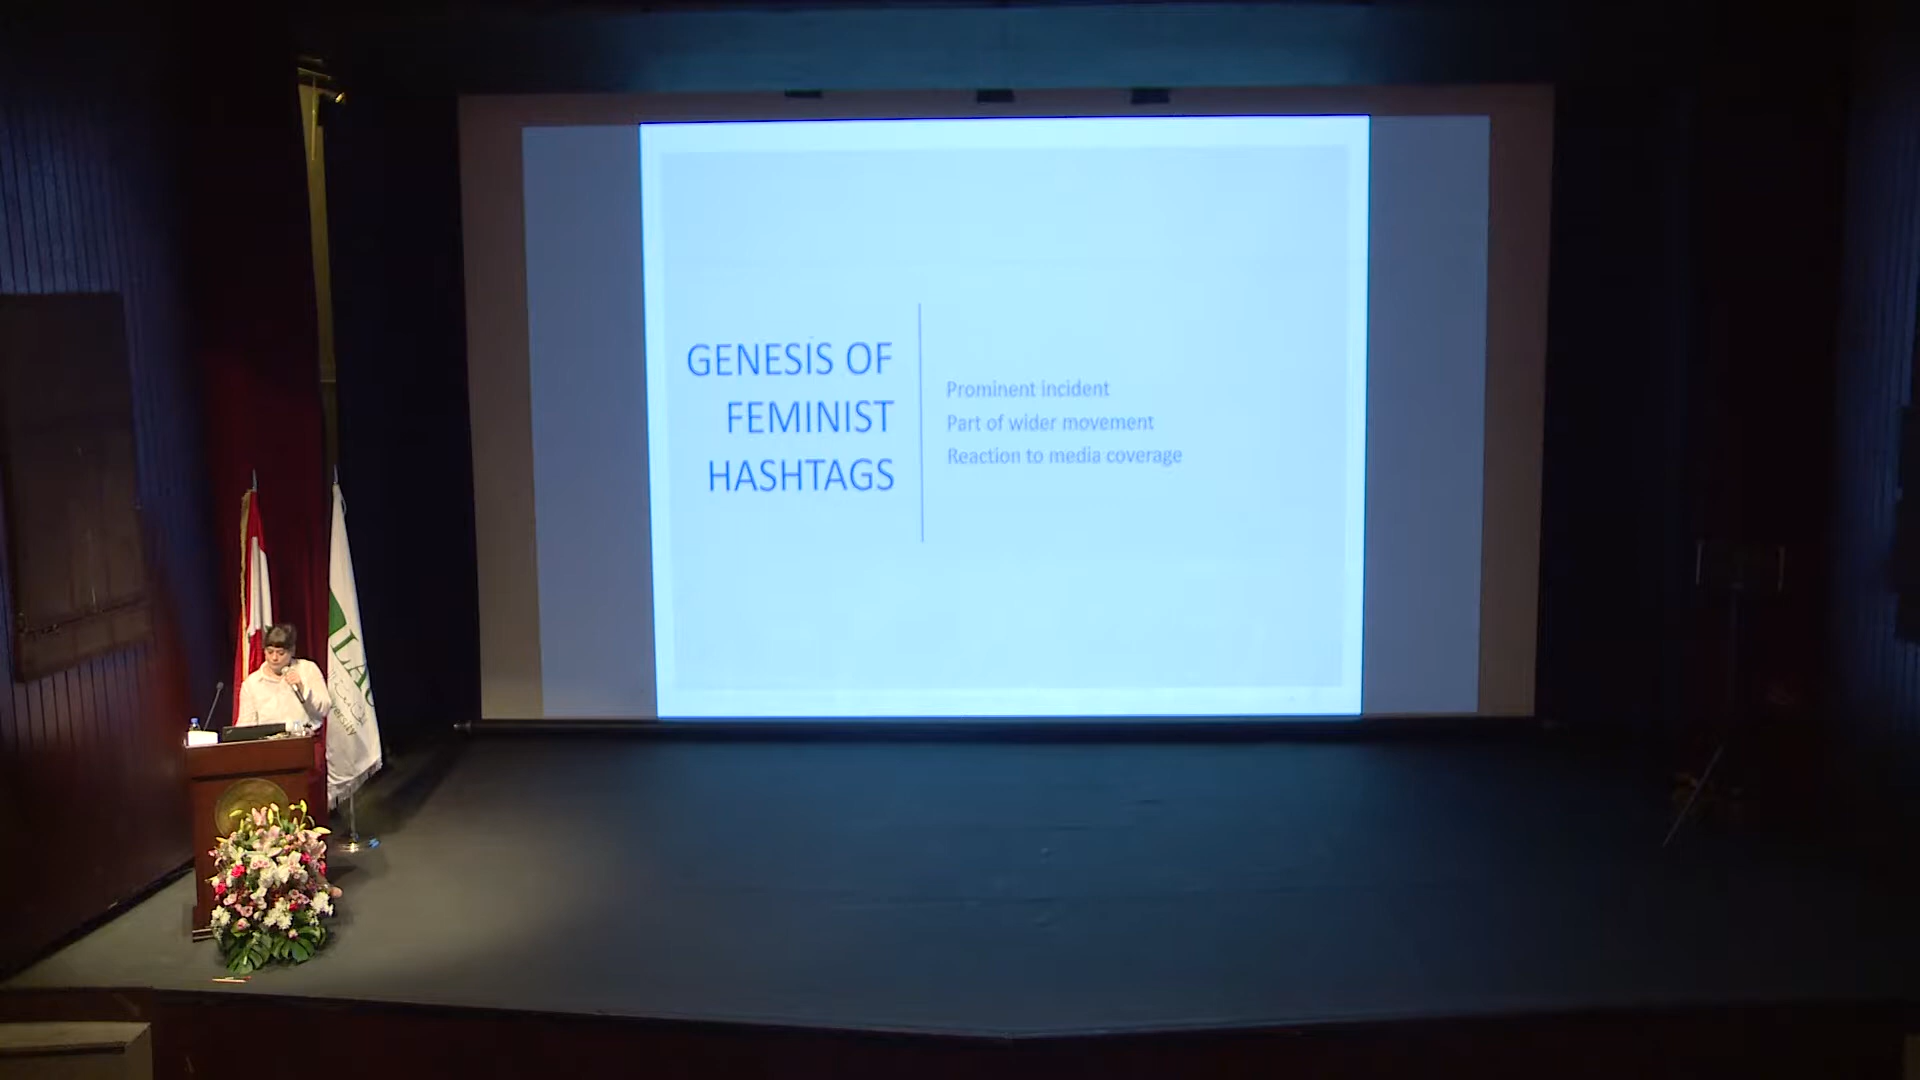 GENESIS OF
FEMINIST
HASHTAGS
Prominent incident
Part of wider movement
Reaction to media coverage
LAU